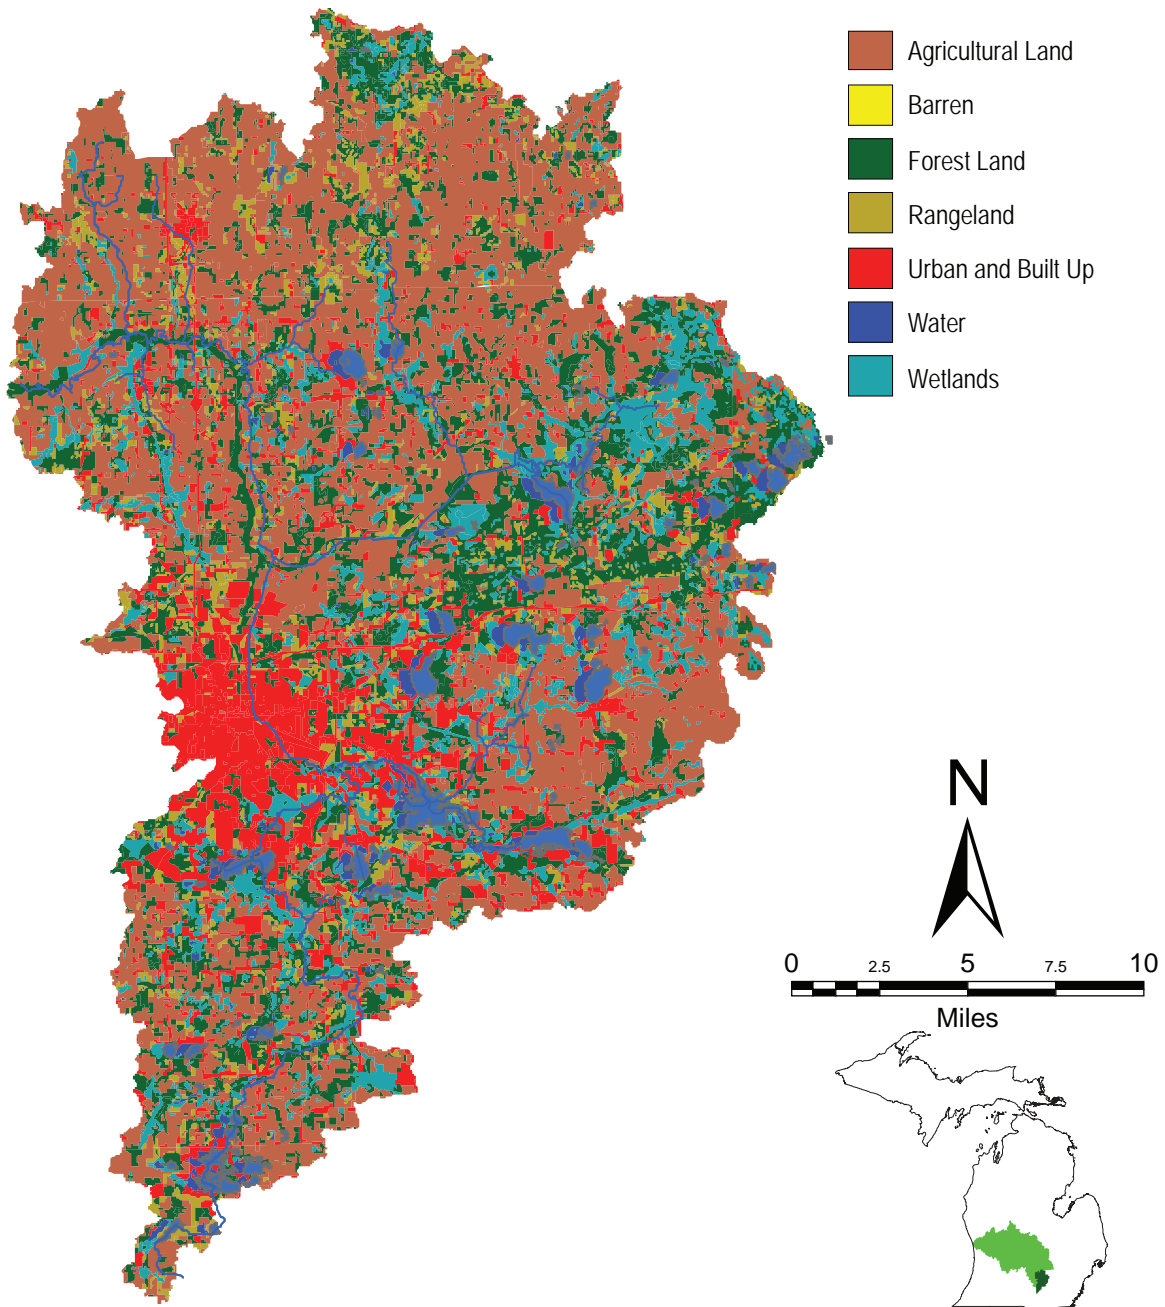 Agricultural Land
Barren
Forest Land
Rangeland
Urban and Built Up
Water
Wetlands
N
0 2.5 5 7.5 10
Miles